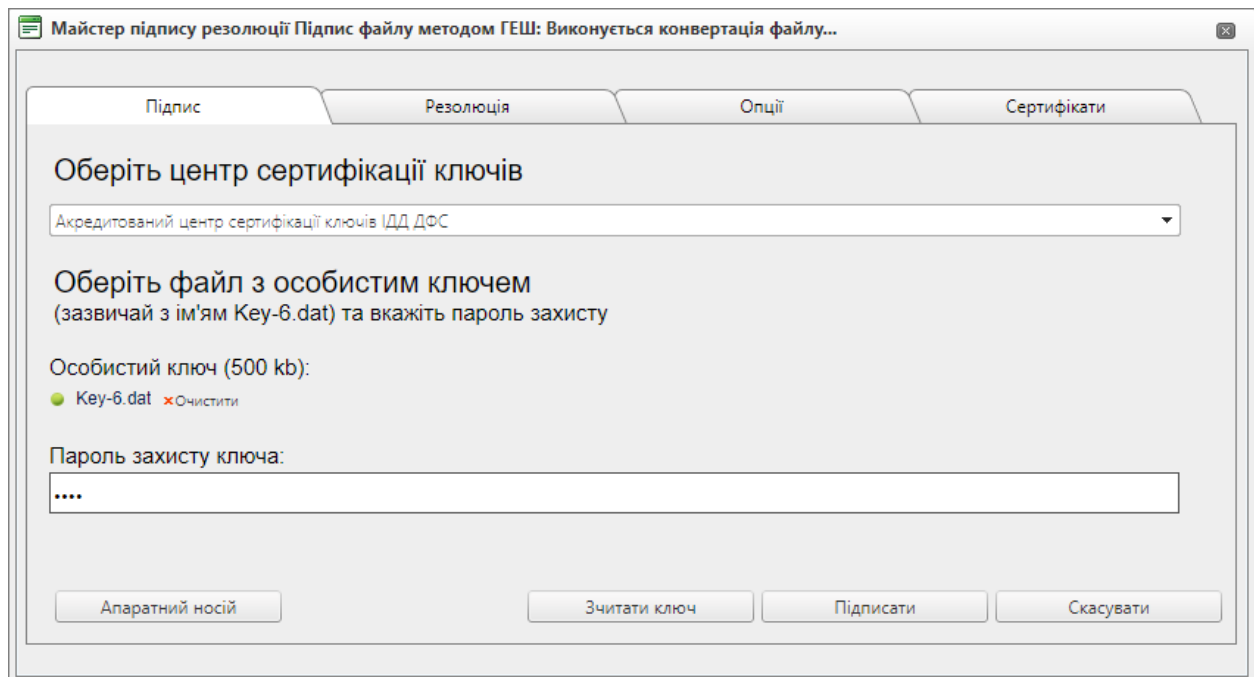 Майстер підпису резолюції Підпис файлу методом ГЕШ: Виконується конвертація файлу...
Підпис
Резолюція
Опції
Сертифікати
Оберіть центр сертифікації ключів
Акредитований центр сертифікації ключів ІДД ДФС
Оберіть файл з особистим ключем
(зазвичай з ім'ям Key-6.dat) та вкажіть пароль захисту
Особистий ключ (500 kb):
Key-6.dat Очистити
Пароль захисту ключа:
••••
Апаратний носій
Зчитати ключ
Підписати
Скасувати